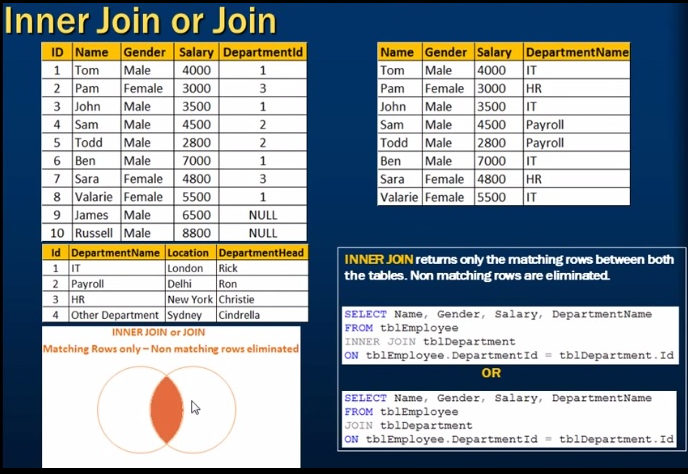 Inner Join or Join
ID Name Gender Salary DepartmentId
1 Tom Male 4000 1
2 Pam Female 3000 3
3 John Male 3500 1
4 Sam Male 4500 2
5 Todd Male 2800 2
6 Ben Male 7000 1
7 Sara Female 4800 3
8 Valarie Female 5500 1
9 James Male 6500 NULL
10 Russell Male 8800 NULL
Id DepartmentName Location DepartmentHead
1 IT London Rick
2 Payroll Delhi Ron
3 HR New York Christie
4 Other Department Sydney Cindrella
INNER JOIN or JOIN
Matching Rows only – Non matching rows eliminated
Name Gender Salary DepartmentName
Tom Male 4000 IT
Pam Female 3000 HR
John Male 3500 IT
Sam Male 4500 Payroll
Todd Male 2800 Payroll
Ben Male 7000 IT
Sara Female 4800 HR
Valarie Female 5500 IT
INNER JOIN returns only the matching rows between both
the tables. Non matching rows are eliminated.
SELECT Name, Gender, Salary, DepartmentName
FROM tblEmployee
INNER JOIN tblDepartment
ON tblEmployee.DepartmentId = tblDepartment.Id
OR
SELECT Name, Gender, Salary, DepartmentName
FROM tblEmployee
JOIN tblDepartment
ON tblEmployee.DepartmentId = tblDepartment.Id